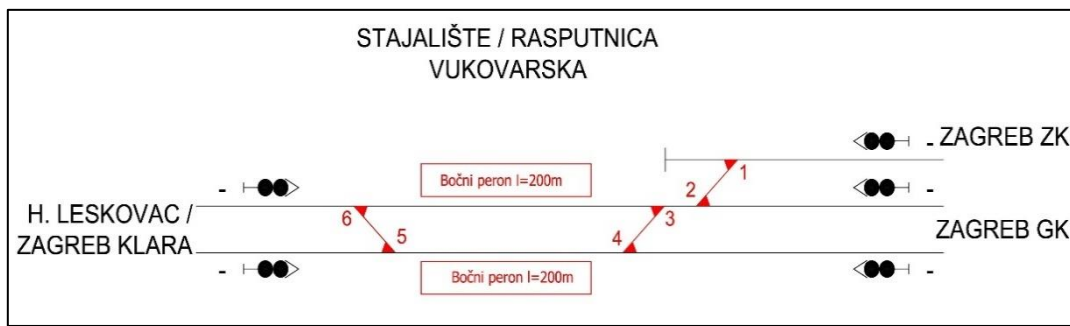 STAJALIŠTE / RASPUTNICA
VUKOVARSKA
- ZAGREB ZK
1
Bočni peron l=200m
-
2
-
H. LESKOVAC /
ZAGREB KLARA
6
3
ZAGREB GK
5
4
-
Bočni peron l=200m
-